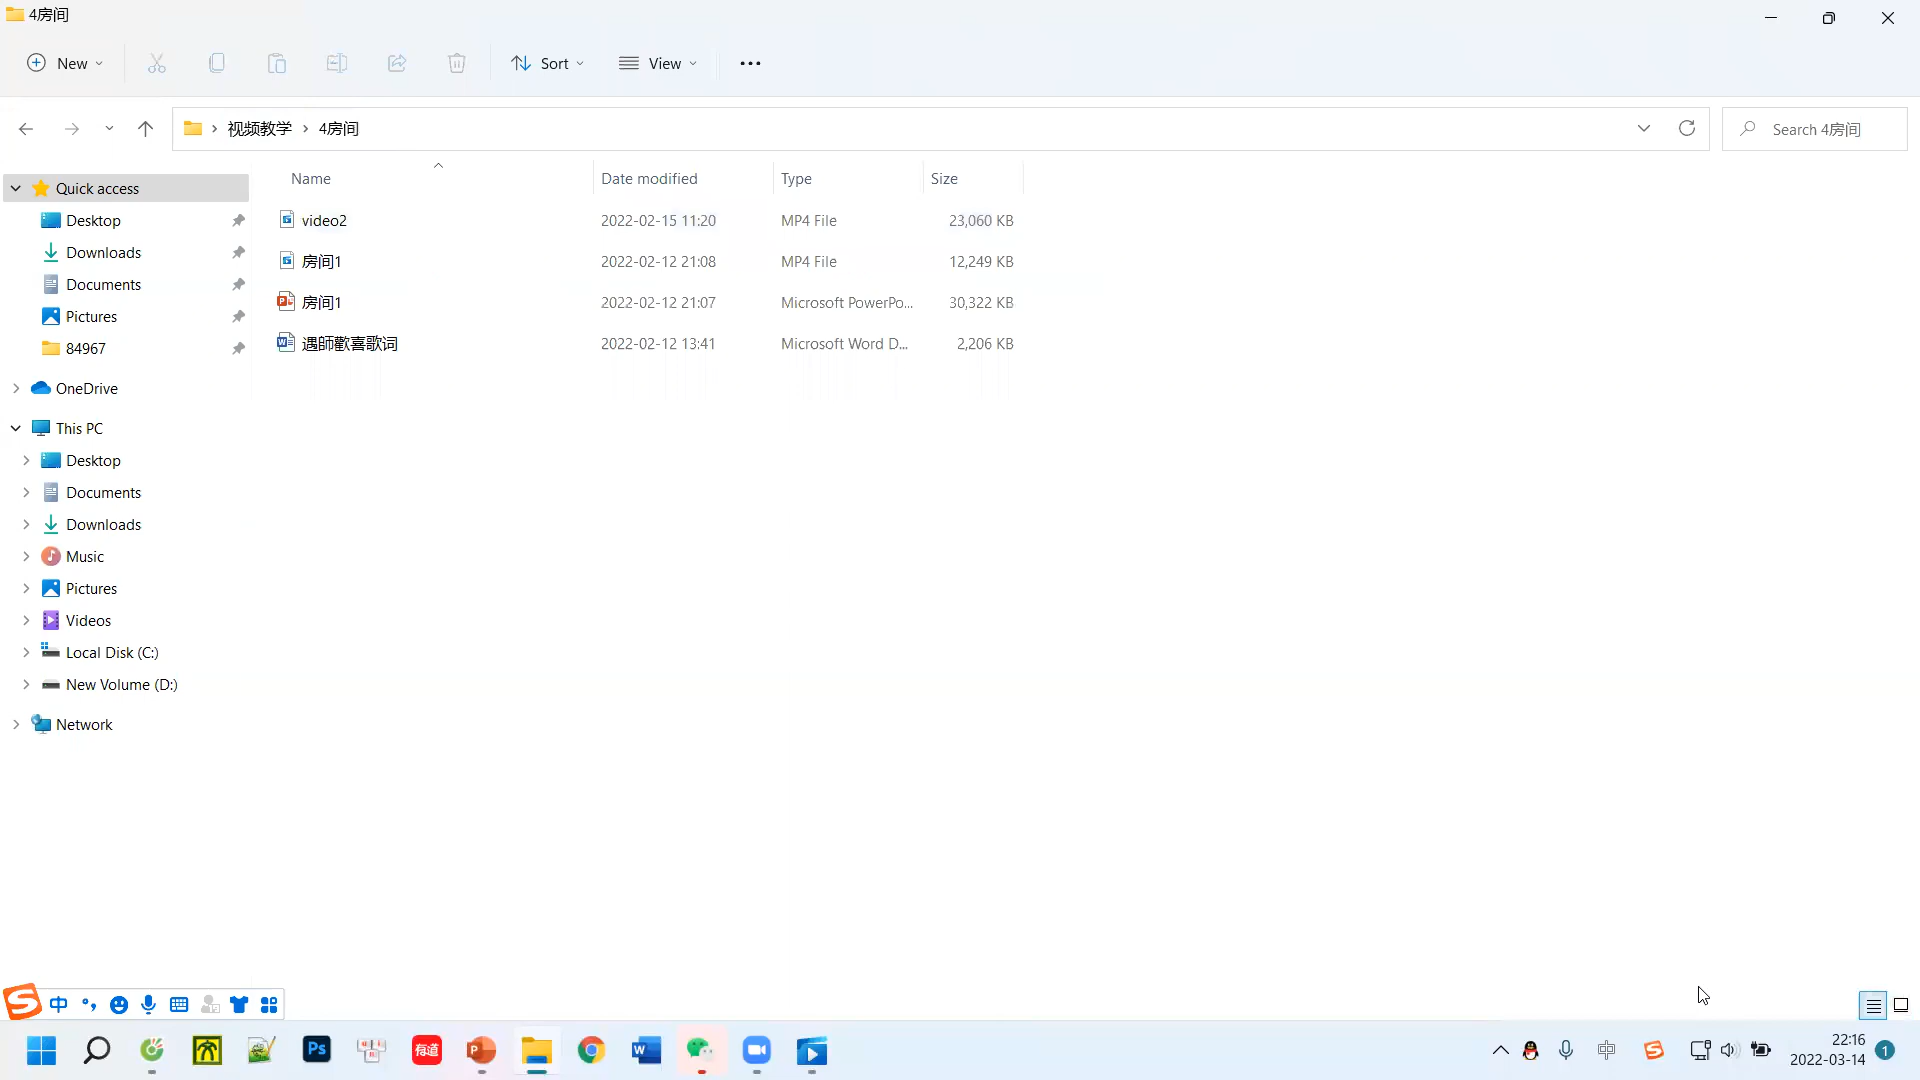 4房间
New
Sort
View
视频教学 › 4房间
Search 4房间
Name
Date modified
Type
Size
video2
2022-02-15 11:20
MP4 File
23,060 KB
房间1
2022-02-12 21:08
MP4 File
12,249 KB
房间1
2022-02-12 21:07
Microsoft PowerPo...
30,322 KB
遇師歡喜歌词
2022-02-12 13:41
Microsoft Word D...
2,206 KB
Quick access
Desktop
Downloads
Documents
Pictures
84967
OneDrive
This PC
Desktop
Documents
Downloads
Music
Pictures
Videos
Local Disk (C:)
New Volume (D:)
Network
中
Ps
有道
中
22:16
2022-03-14
1